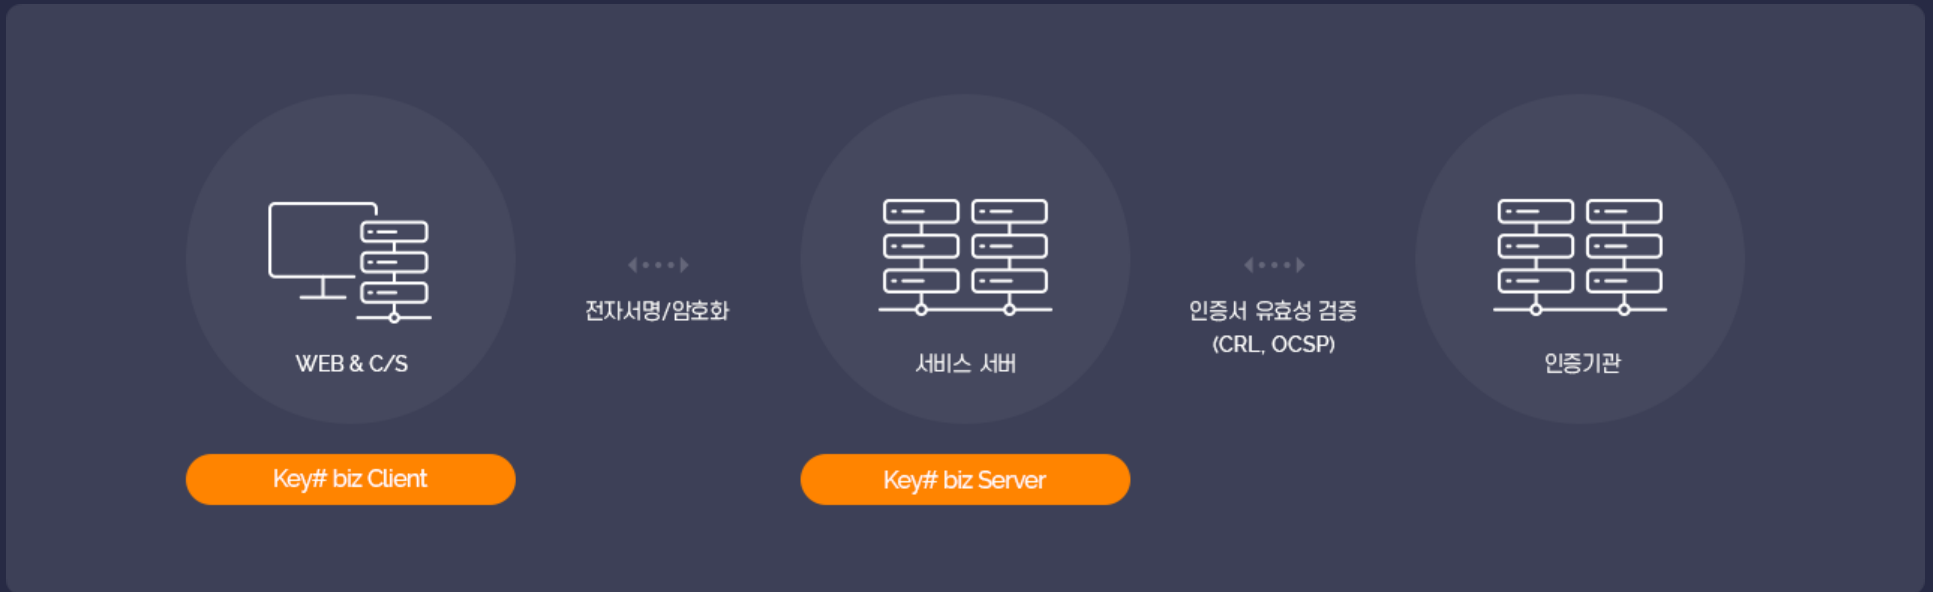 WEB & C/S
전자서명/암호화
서비스 서버
인증서 유효성 검증
(CRL, OCSP)
인증기관
Key# biz Client
Key# biz Server